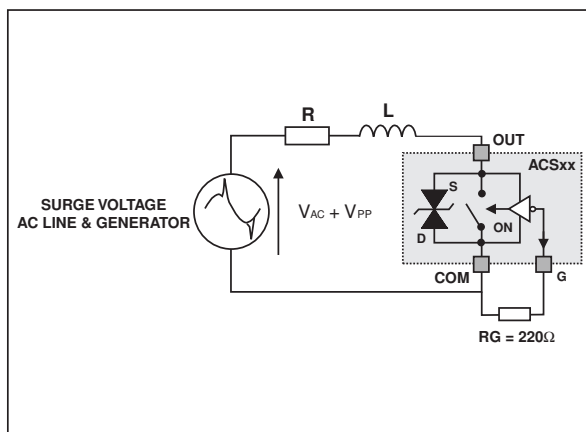 R
L
OUT
ACSxx
SURGE VOLTAGE
AC LINE & GENERATOR
VAC + VPP
S
ON
D
COM
G
RG = 220Ω